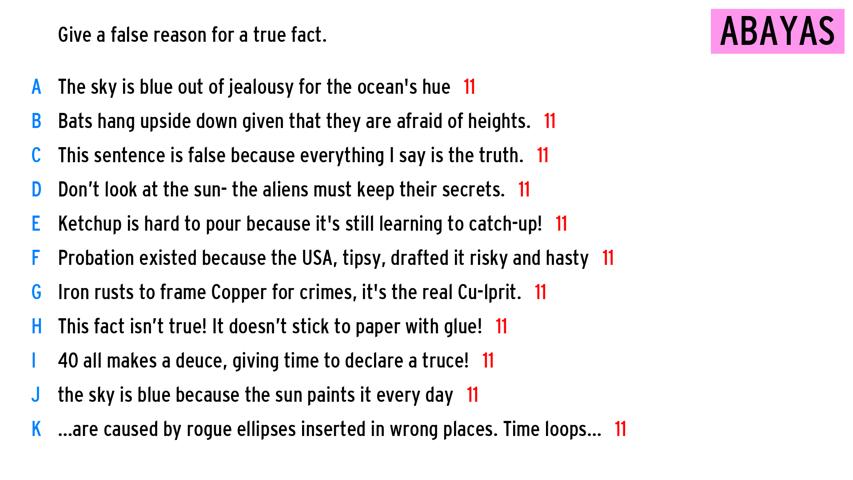 Give a false reason for a true fact.
ABAYAS
A The sky is blue out of jealousy for the ocean's hue 11
B Bats hang upside down given that they are afraid of heights. 11
C This sentence is false because everything I say is the truth. 11
D Don’t look at the sun- the aliens must keep their secrets. 11
E Ketchup is hard to pour because it's still learning to catch-up! 11
F Probation existed because the USA, tipsy, drafted it risky and hasty 11
G Iron rusts to frame Copper for crimes, it's the real Cu-lprit. 11
H This fact isn’t true! It doesn’t stick to paper with glue! 11
I 40 all makes a deuce, giving time to declare a truce! 11
J the sky is blue because the sun paints it every day 11
K ...are caused by rogue ellipses inserted in wrong places. Time loops... 11